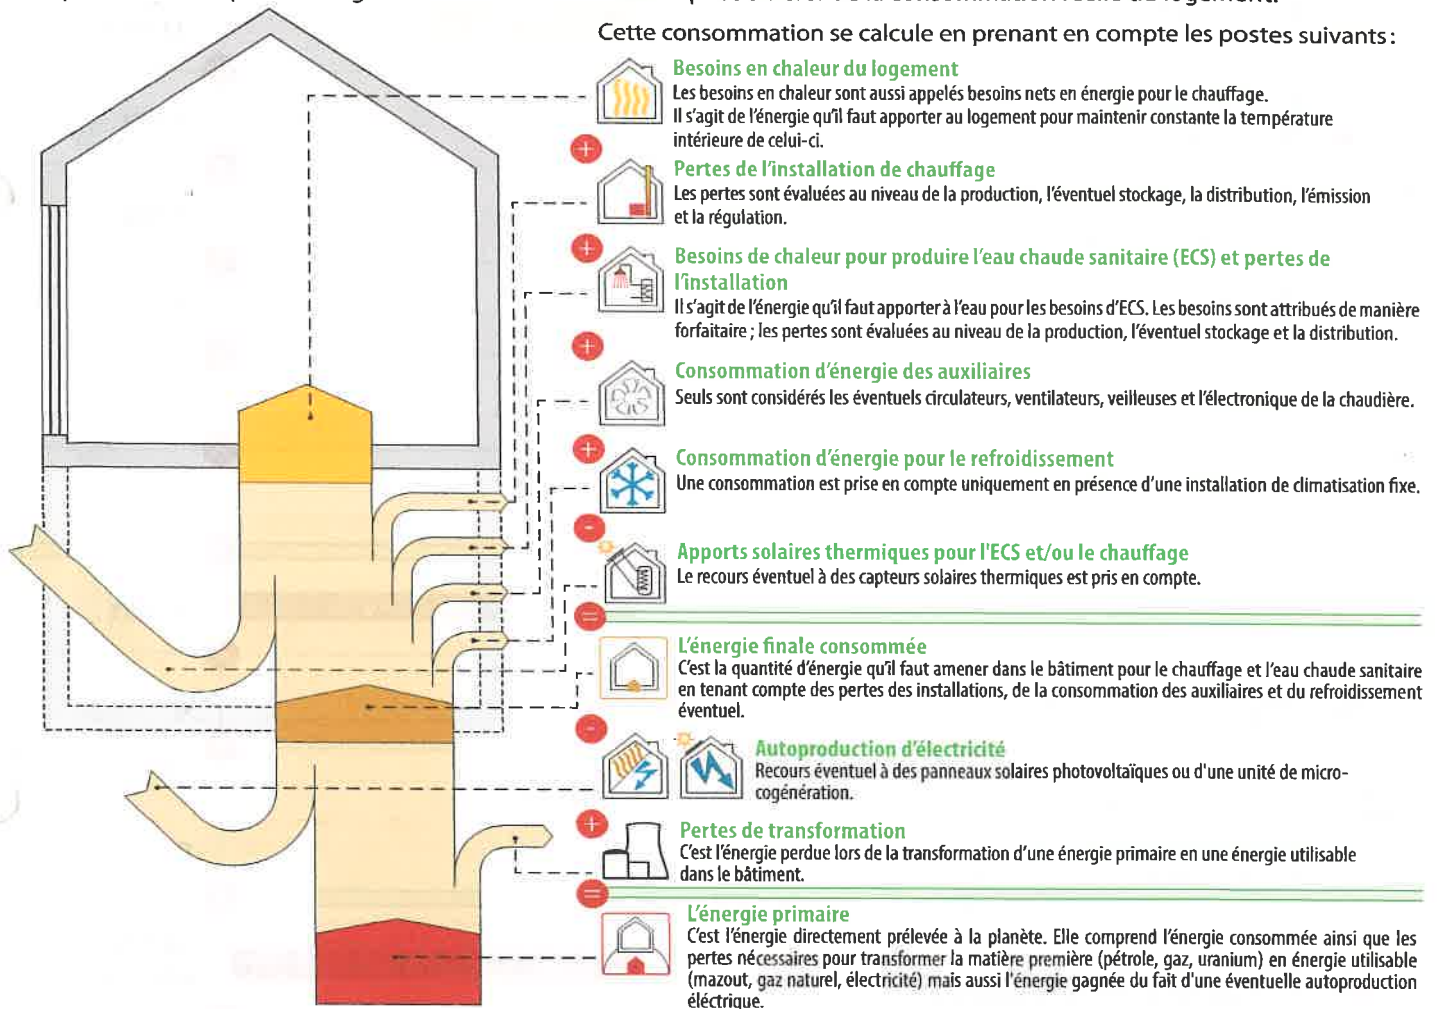 la consommation réelle du logement.
Cette consommation se calcule en prenant en compte les postes suivants :
Besoins en chaleur du logement
Les besoins en chaleur sont aussi appelés besoins nets en énergie pour le chauffage.
Il s'agit de l'énergie qu'il faut apporter au logement pour maintenir constante la température
intérieure de celui-ci.
+
Pertes de l'installation de chauffage
Les pertes sont évaluées au niveau de la production, l'éventuel stockage, la distribution, l'émission
et la régulation.
+
Besoins de chaleur pour produire l'eau chaude sanitaire (ECS) et pertes de
l'installation
Il s'agit de l'énergie qu'il faut apporter à l'eau pour les besoins d'ECS. Les besoins sont attribués de manière
forfaitaire ; les pertes sont évaluées au niveau de la production, l'éventuel stockage et la distribution.
+
Consommation d'énergie des auxiliaires
Seuls sont considérés les éventuels circulateurs, ventilateurs, veilleuses et l'électronique de la chaudière.
+
Consommation d'énergie pour le refroidissement
Une consommation est prise en compte uniquement en présence d'une installation de climatisation fixe.
-
Apports solaires thermiques pour l'ECS et/ou le chauffage
Le recours éventuel à des capteurs solaires thermiques est pris en compte.
=
L'énergie finale consommée
C'est la quantité d'énergie qu'il faut amener dans le bâtiment pour le chauffage et l'eau chaude sanitaire
en tenant compte des pertes des installations, de la consommation des auxiliaires et du refroidissement
éventuel.
-
Autoproduction d'électricité
Recours éventuel à des panneaux solaires photovoltaïques ou d'une unité de micro-
cogénération.
+
Pertes de transformation
C'est l'énergie perdue lors de la transformation d'une énergie primaire en une énergie utilisable
dans le bâtiment.
=
L'énergie primaire
C'est l'énergie directement prélevée à la planète. Elle comprend l'énergie consommée ainsi que les
pertes nécessaires pour transformer la matière première (pétrole, gaz, uranium) en énergie utilisable
(mazout, gaz naturel, électricité) mais aussi l'énergie gagnée du fait d'une éventuelle autoproduction
éléctrique.